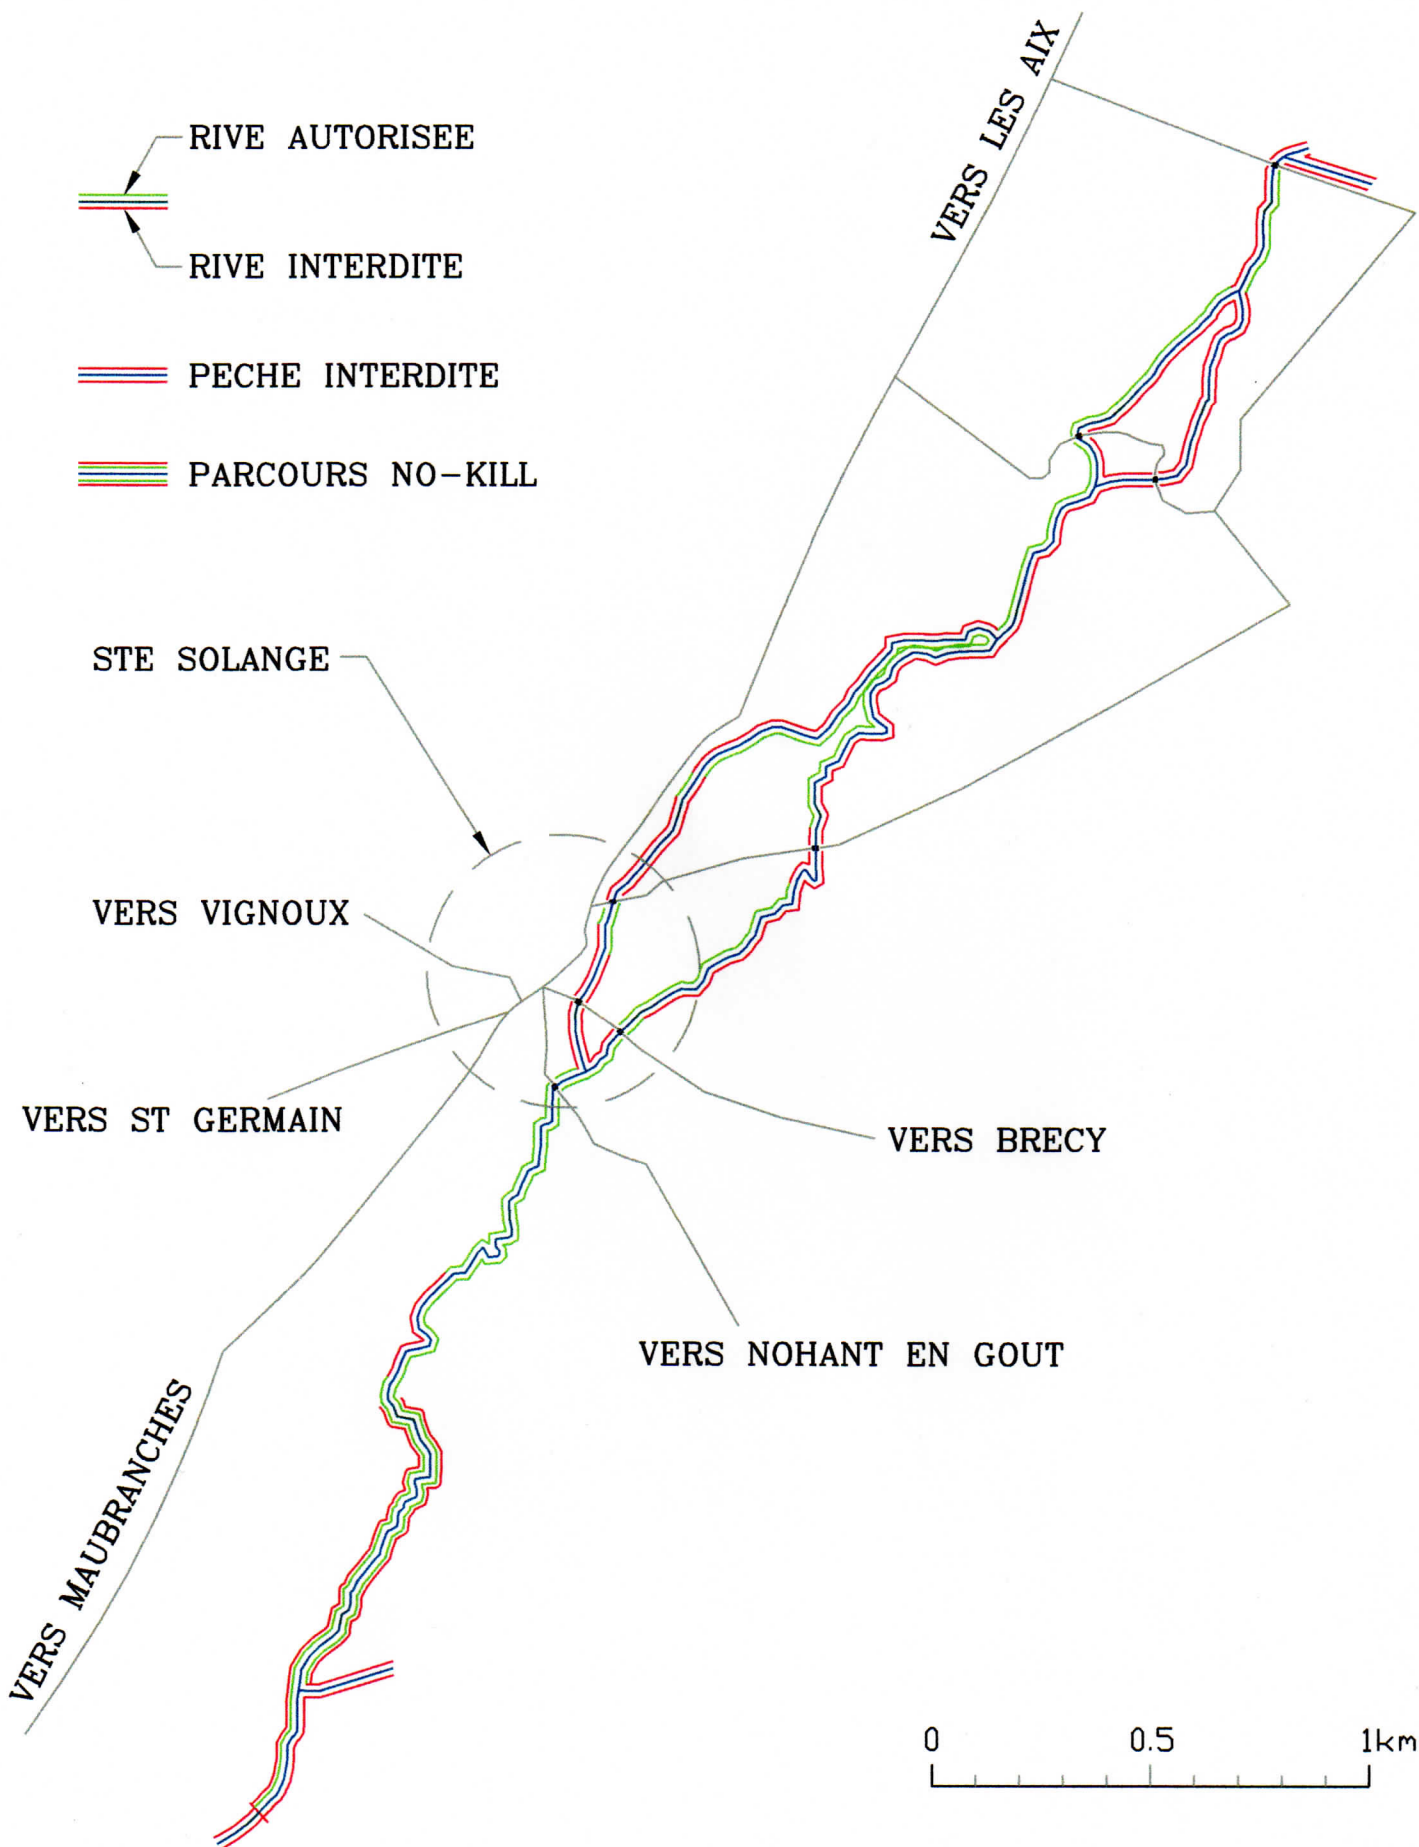 VERS LES AIX
RIVE AUTORISEE
RIVE INTERDITE
PECHE INTERDITE
PARCOURS NO-KILL
STE SOLANGE
VERS VIGNOUX
VERS ST GERMAIN
VERS BRECY
VERS NOHANT EN GOUT
VERS MAUBRANCHES
0 0.5 1km